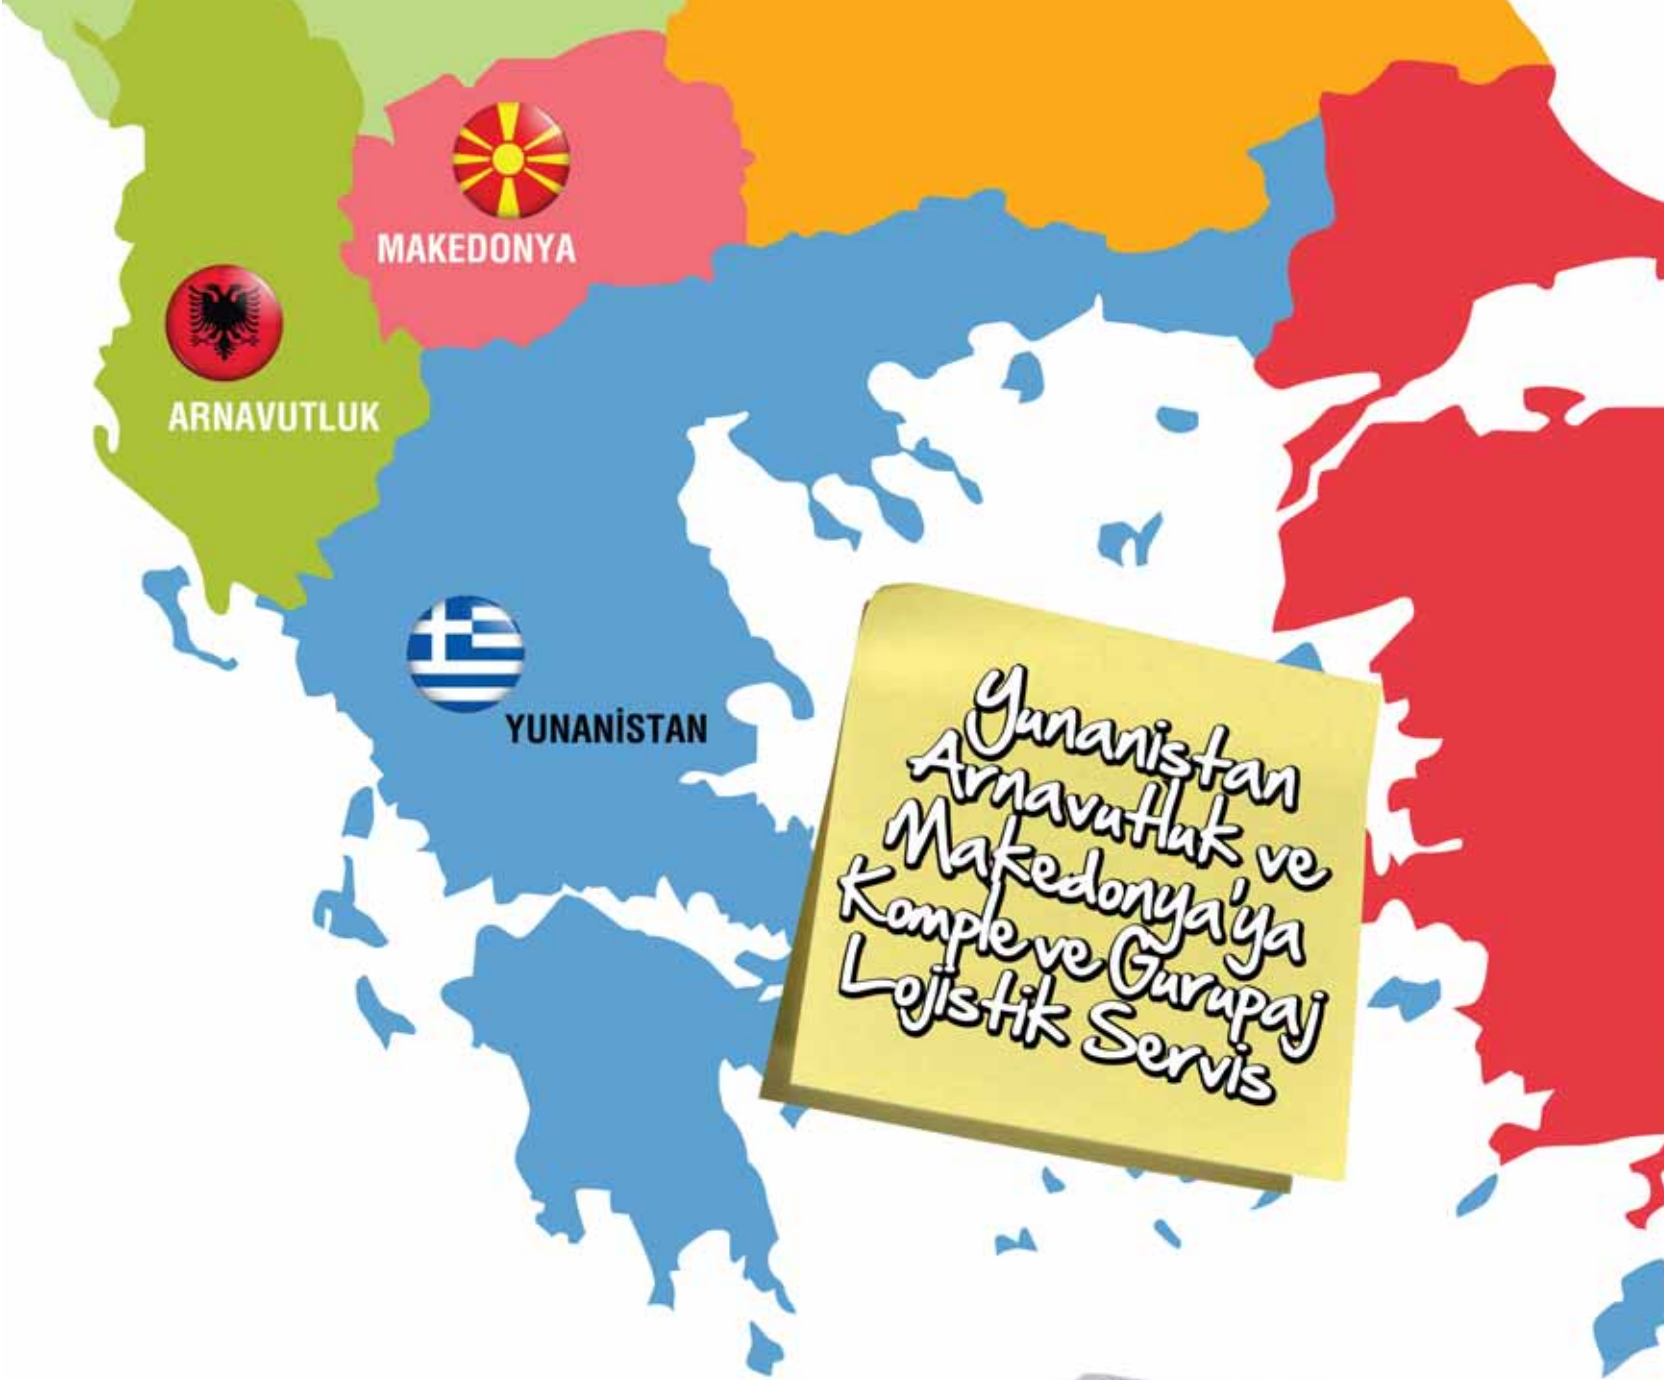 MAKEDONYA
ARNAVUTLUK
YUNANİSTAN
Yunanistan
Arnavutluk ve
Makedonya'ya
Komple ve Gurupaj
Lojistik Servis